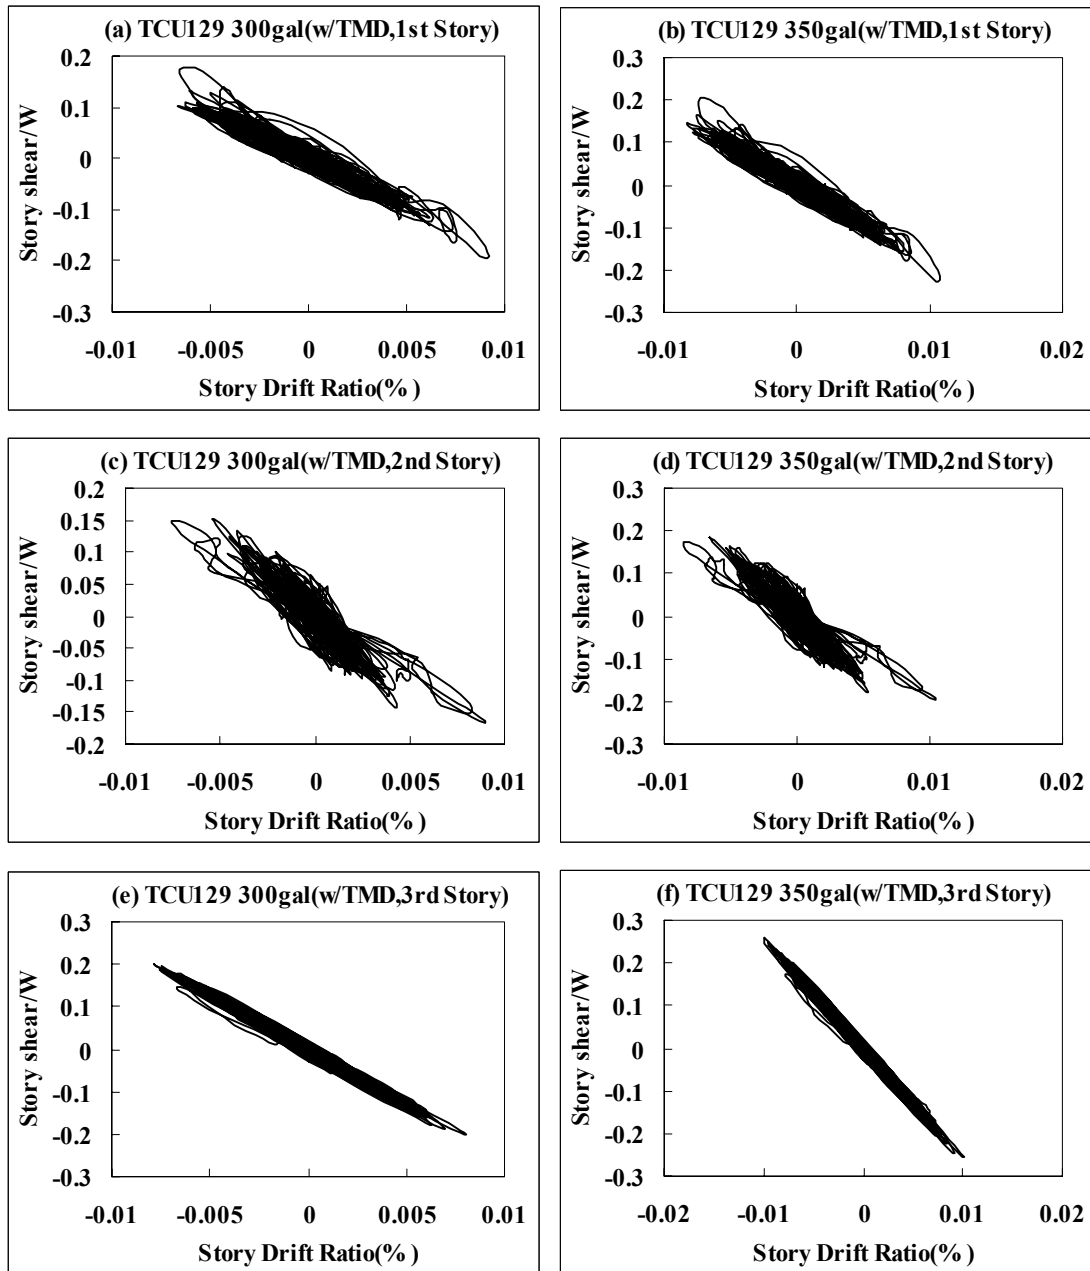 (a) TCU129 300gal(w/TMD,1st Story)
0.2
0.1
0
-0.1
-0.2
-0.3
Story shear/W
-0.01 -0.005 0 0.005 0.01
Story Drift Ratio(%)
(b) TCU129 350gal(w/TMD,1st Story)
0.3
0.2
0.1
0
-0.1
-0.2
-0.3
Story shear/W
-0.01 0 0.01 0.02
Story Drift Ratio(%)
(c) TCU129 300gal(w/TMD,2nd Story)
0.2
0.15
0.1
0.05
0
-0.05
-0.1
-0.15
-0.2
Story shear/W
-0.01 -0.005 0 0.005 0.01
Story Drift Ratio(%)
(d) TCU129 350gal(w/TMD,2nd Story)
0.3
0.2
0.1
0
-0.1
-0.2
-0.3
Story shear/W
-0.01 0 0.01 0.02
Story Drift Ratio(%)
(e) TCU129 300gal(w/TMD,3rd Story)
0.3
0.2
0.1
0
-0.1
-0.2
-0.3
Story shear/W
-0.01 -0.005 0 0.005 0.01
Story Drift Ratio(%)
(f) TCU129 350gal(w/TMD,3rd Story)
0.3
0.2
0.1
0
-0.1
-0.2
-0.3
Story shear/W
-0.02 -0.01 0 0.01 0.02
Story Drift Ratio(%)